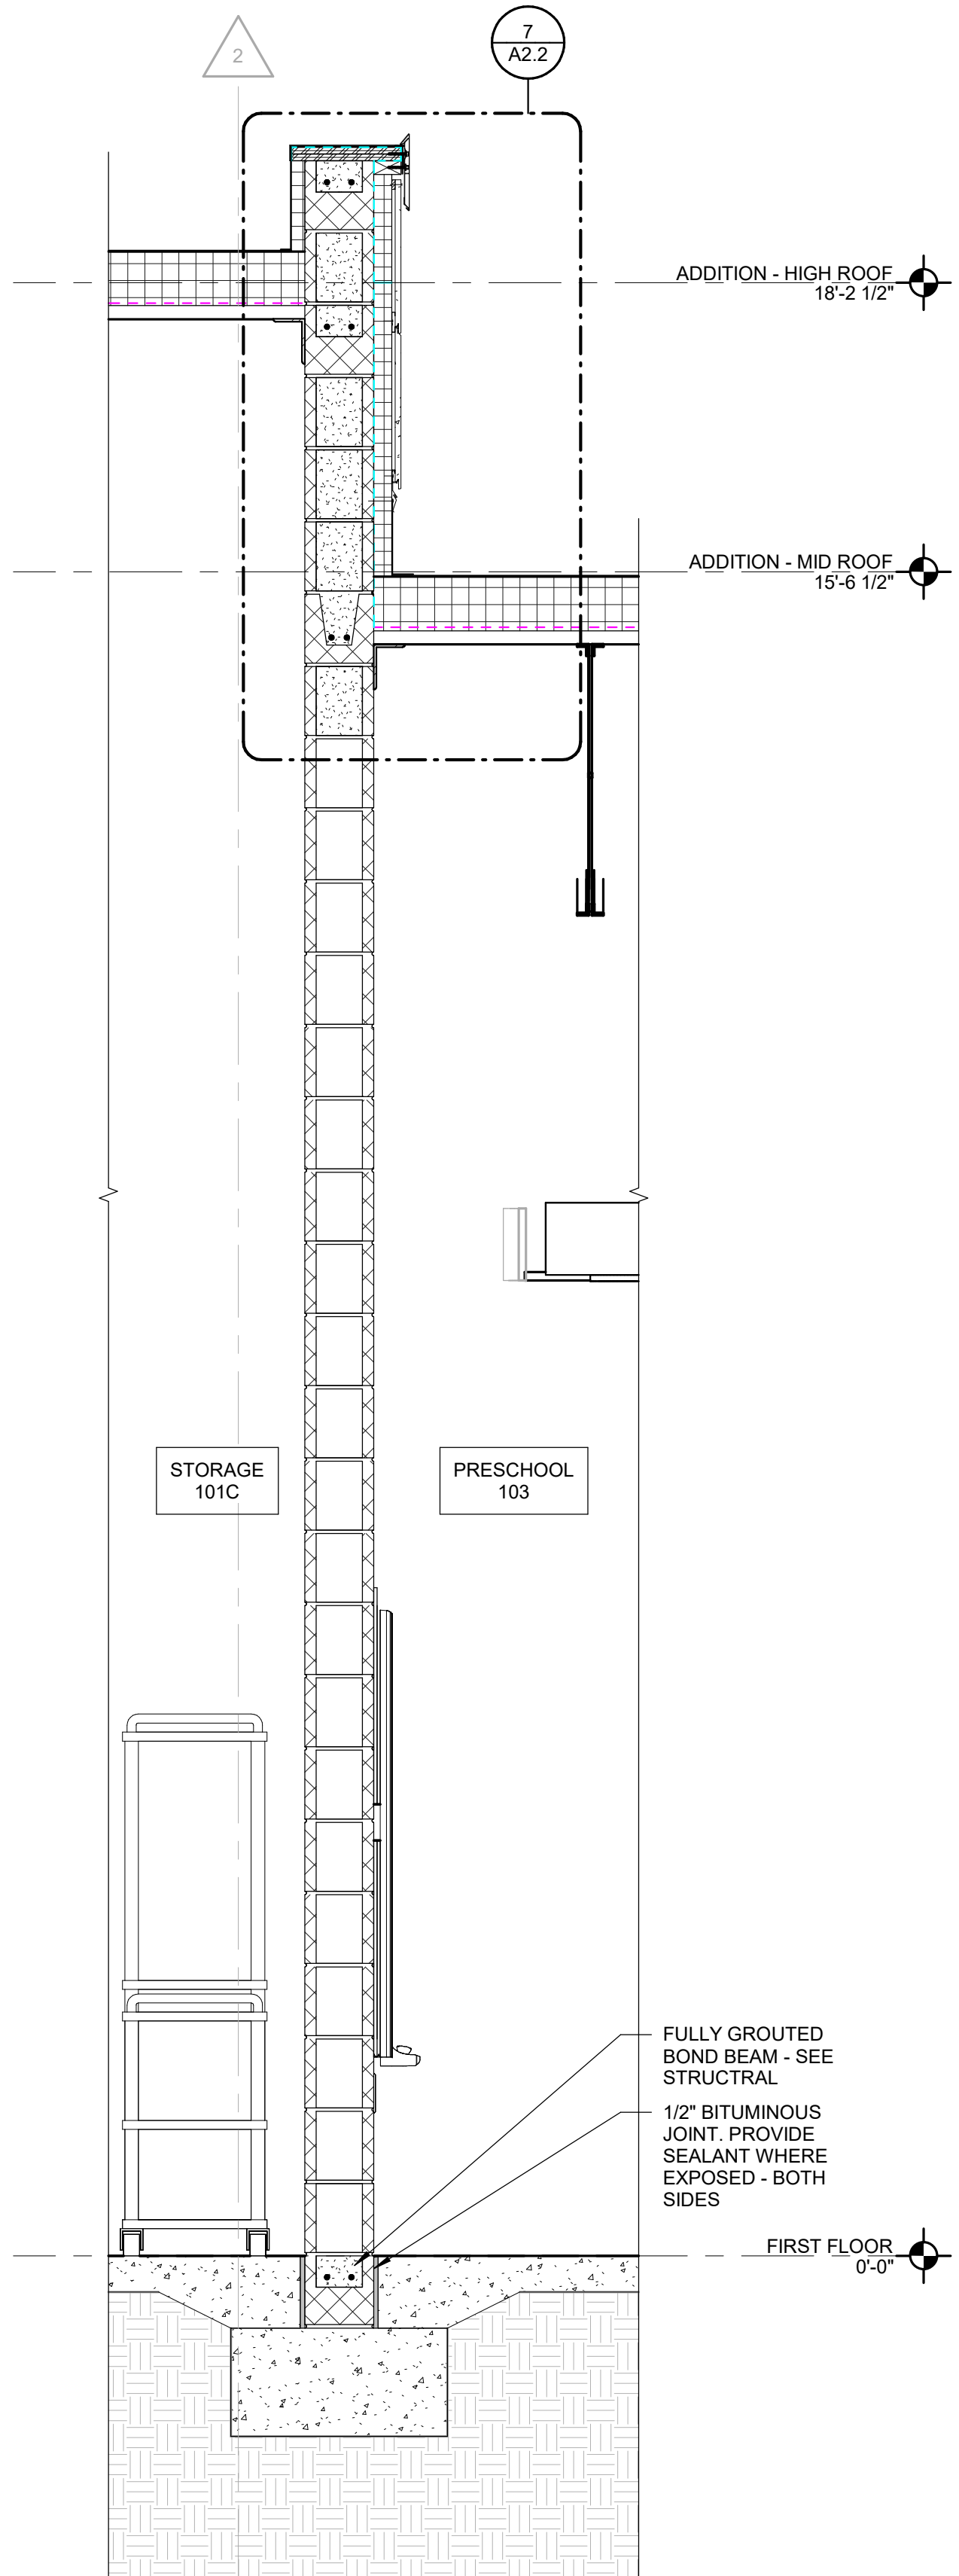 2
7
A2.2
ADDITION - HIGH ROOF
18'-2 1/2"
ADDITION - MID ROOF
15'-6 1/2"
STORAGE
101C
PRESCHOOL
103
FULLY GROUTED
BOND BEAM - SEE
STRUCTRAL
1/2" BITUMINOUS
JOINT. PROVIDE
SEALANT WHERE
EXPOSED - BOTH
SIDES
FIRST FLOOR
0'-0"